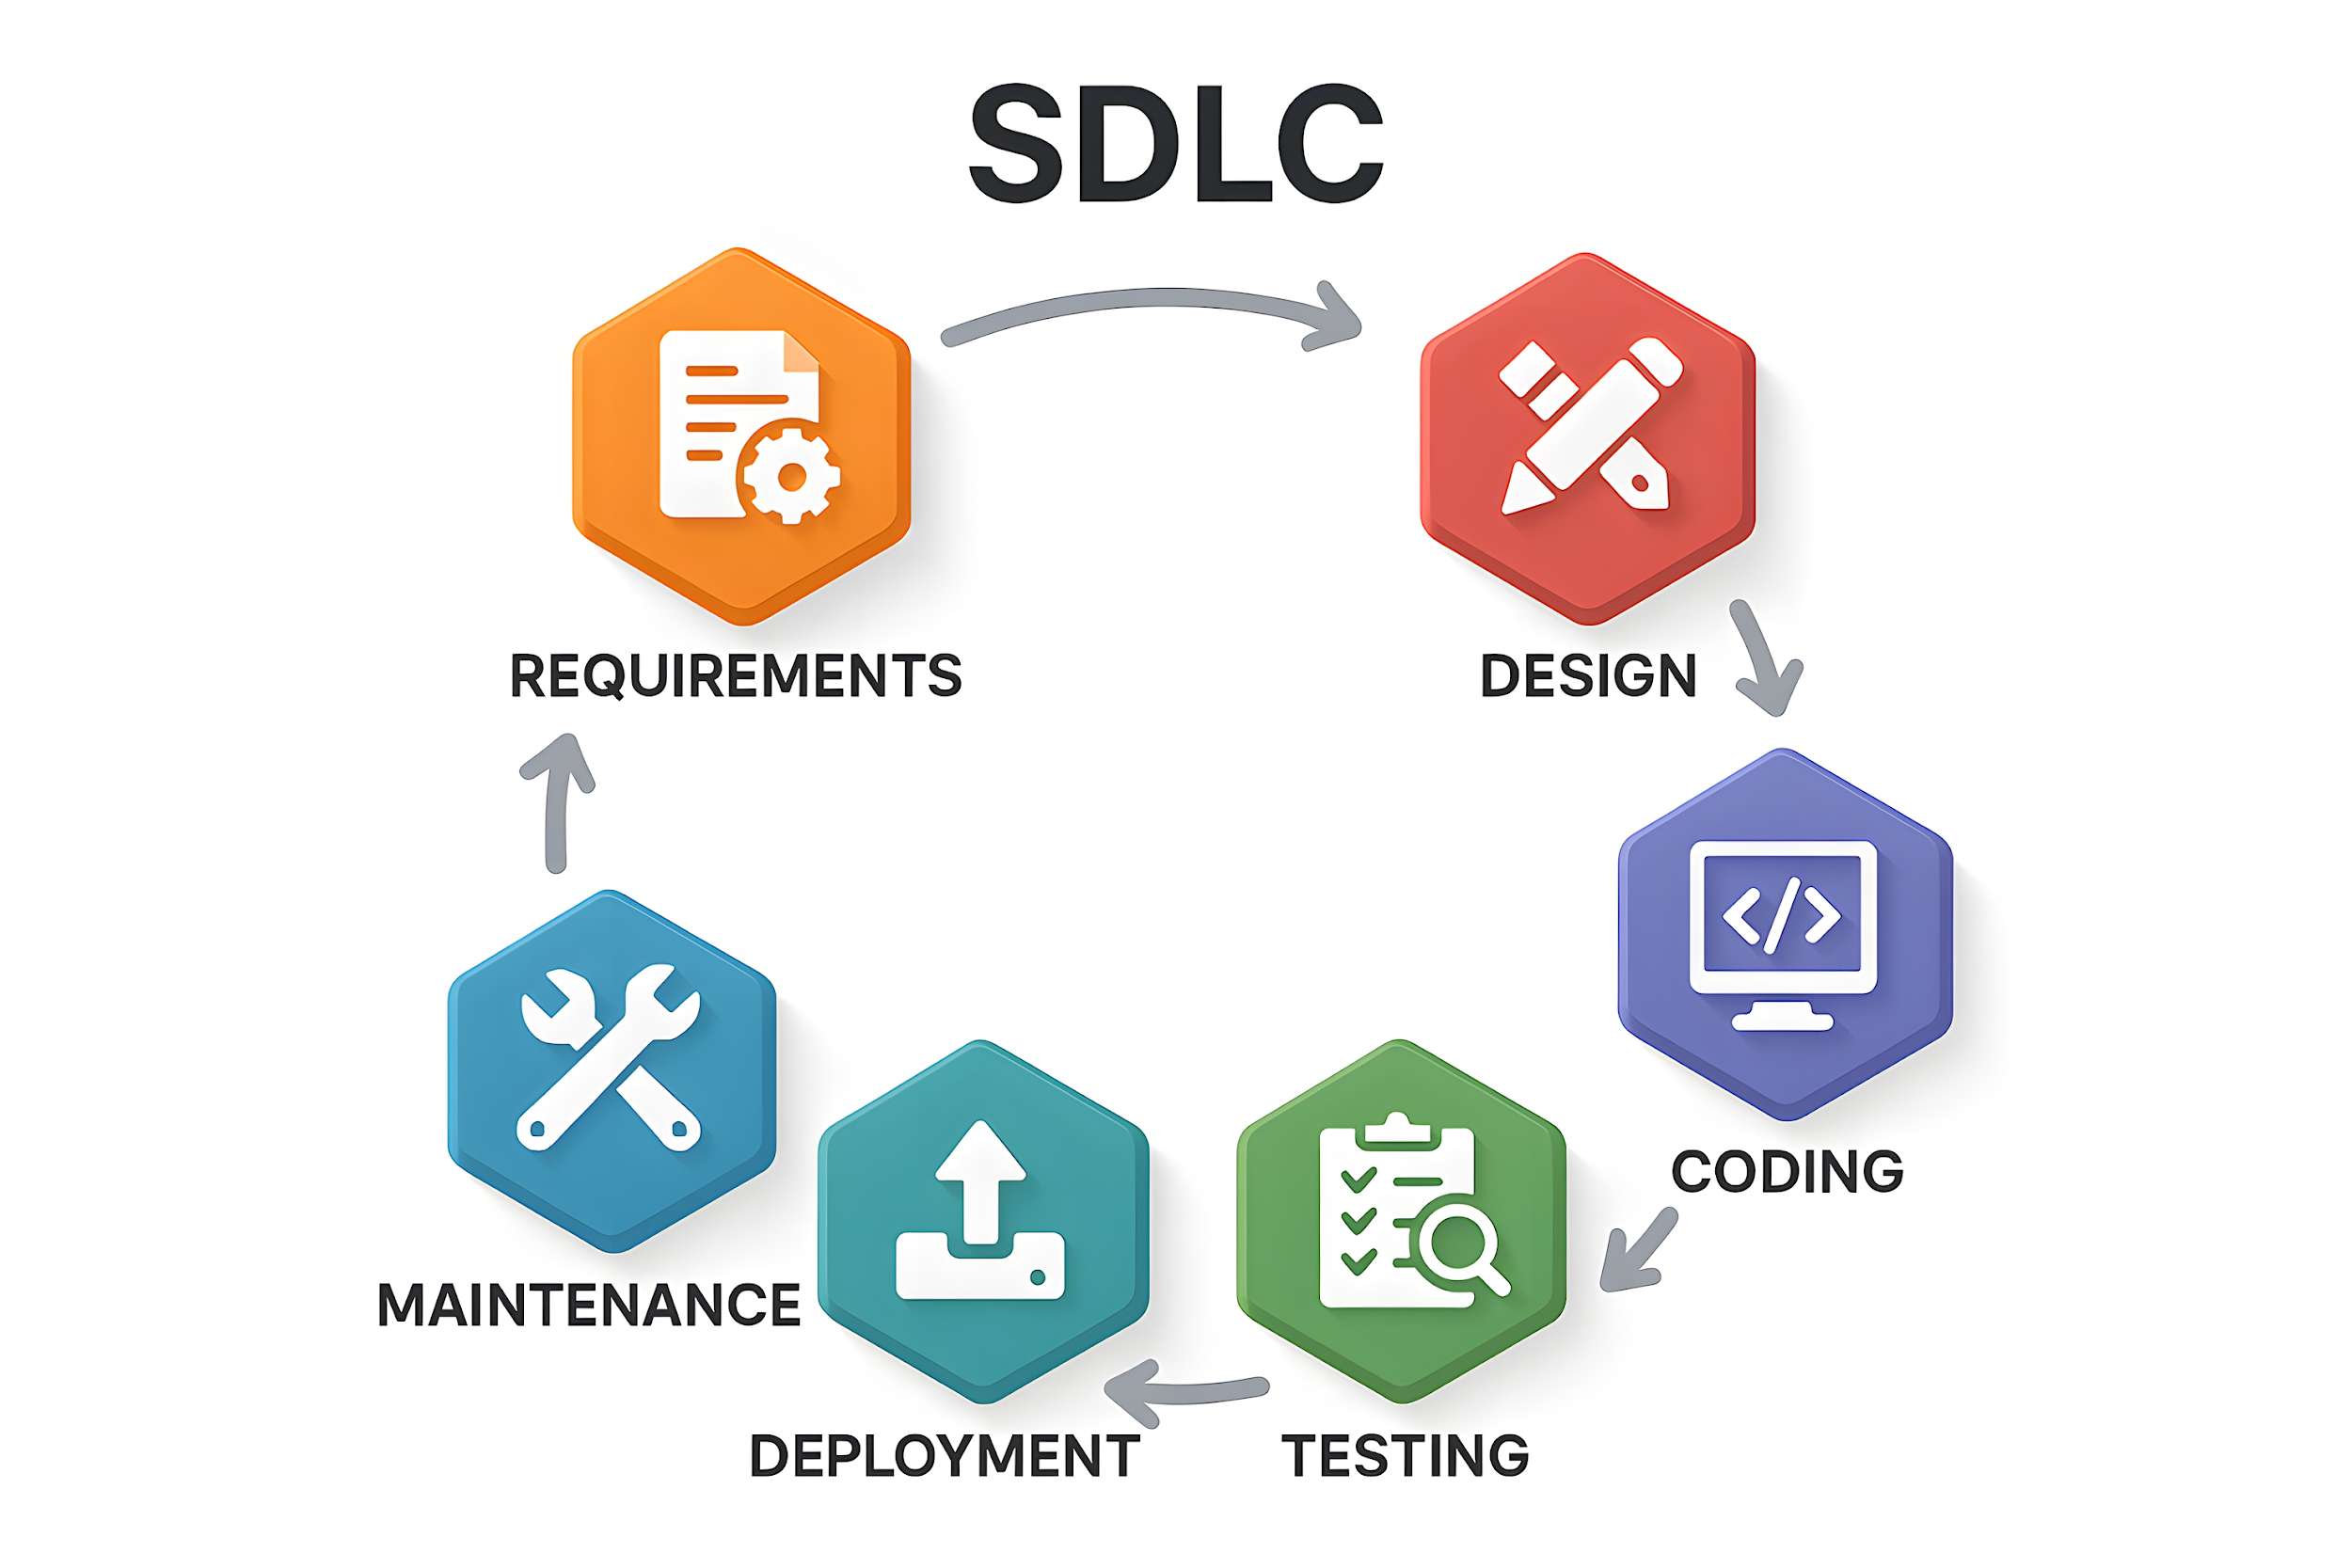 SDLC
REQUIREMENTS
DESIGN
CODING
MAINTENANCE
DEPLOYMENT
TESTING